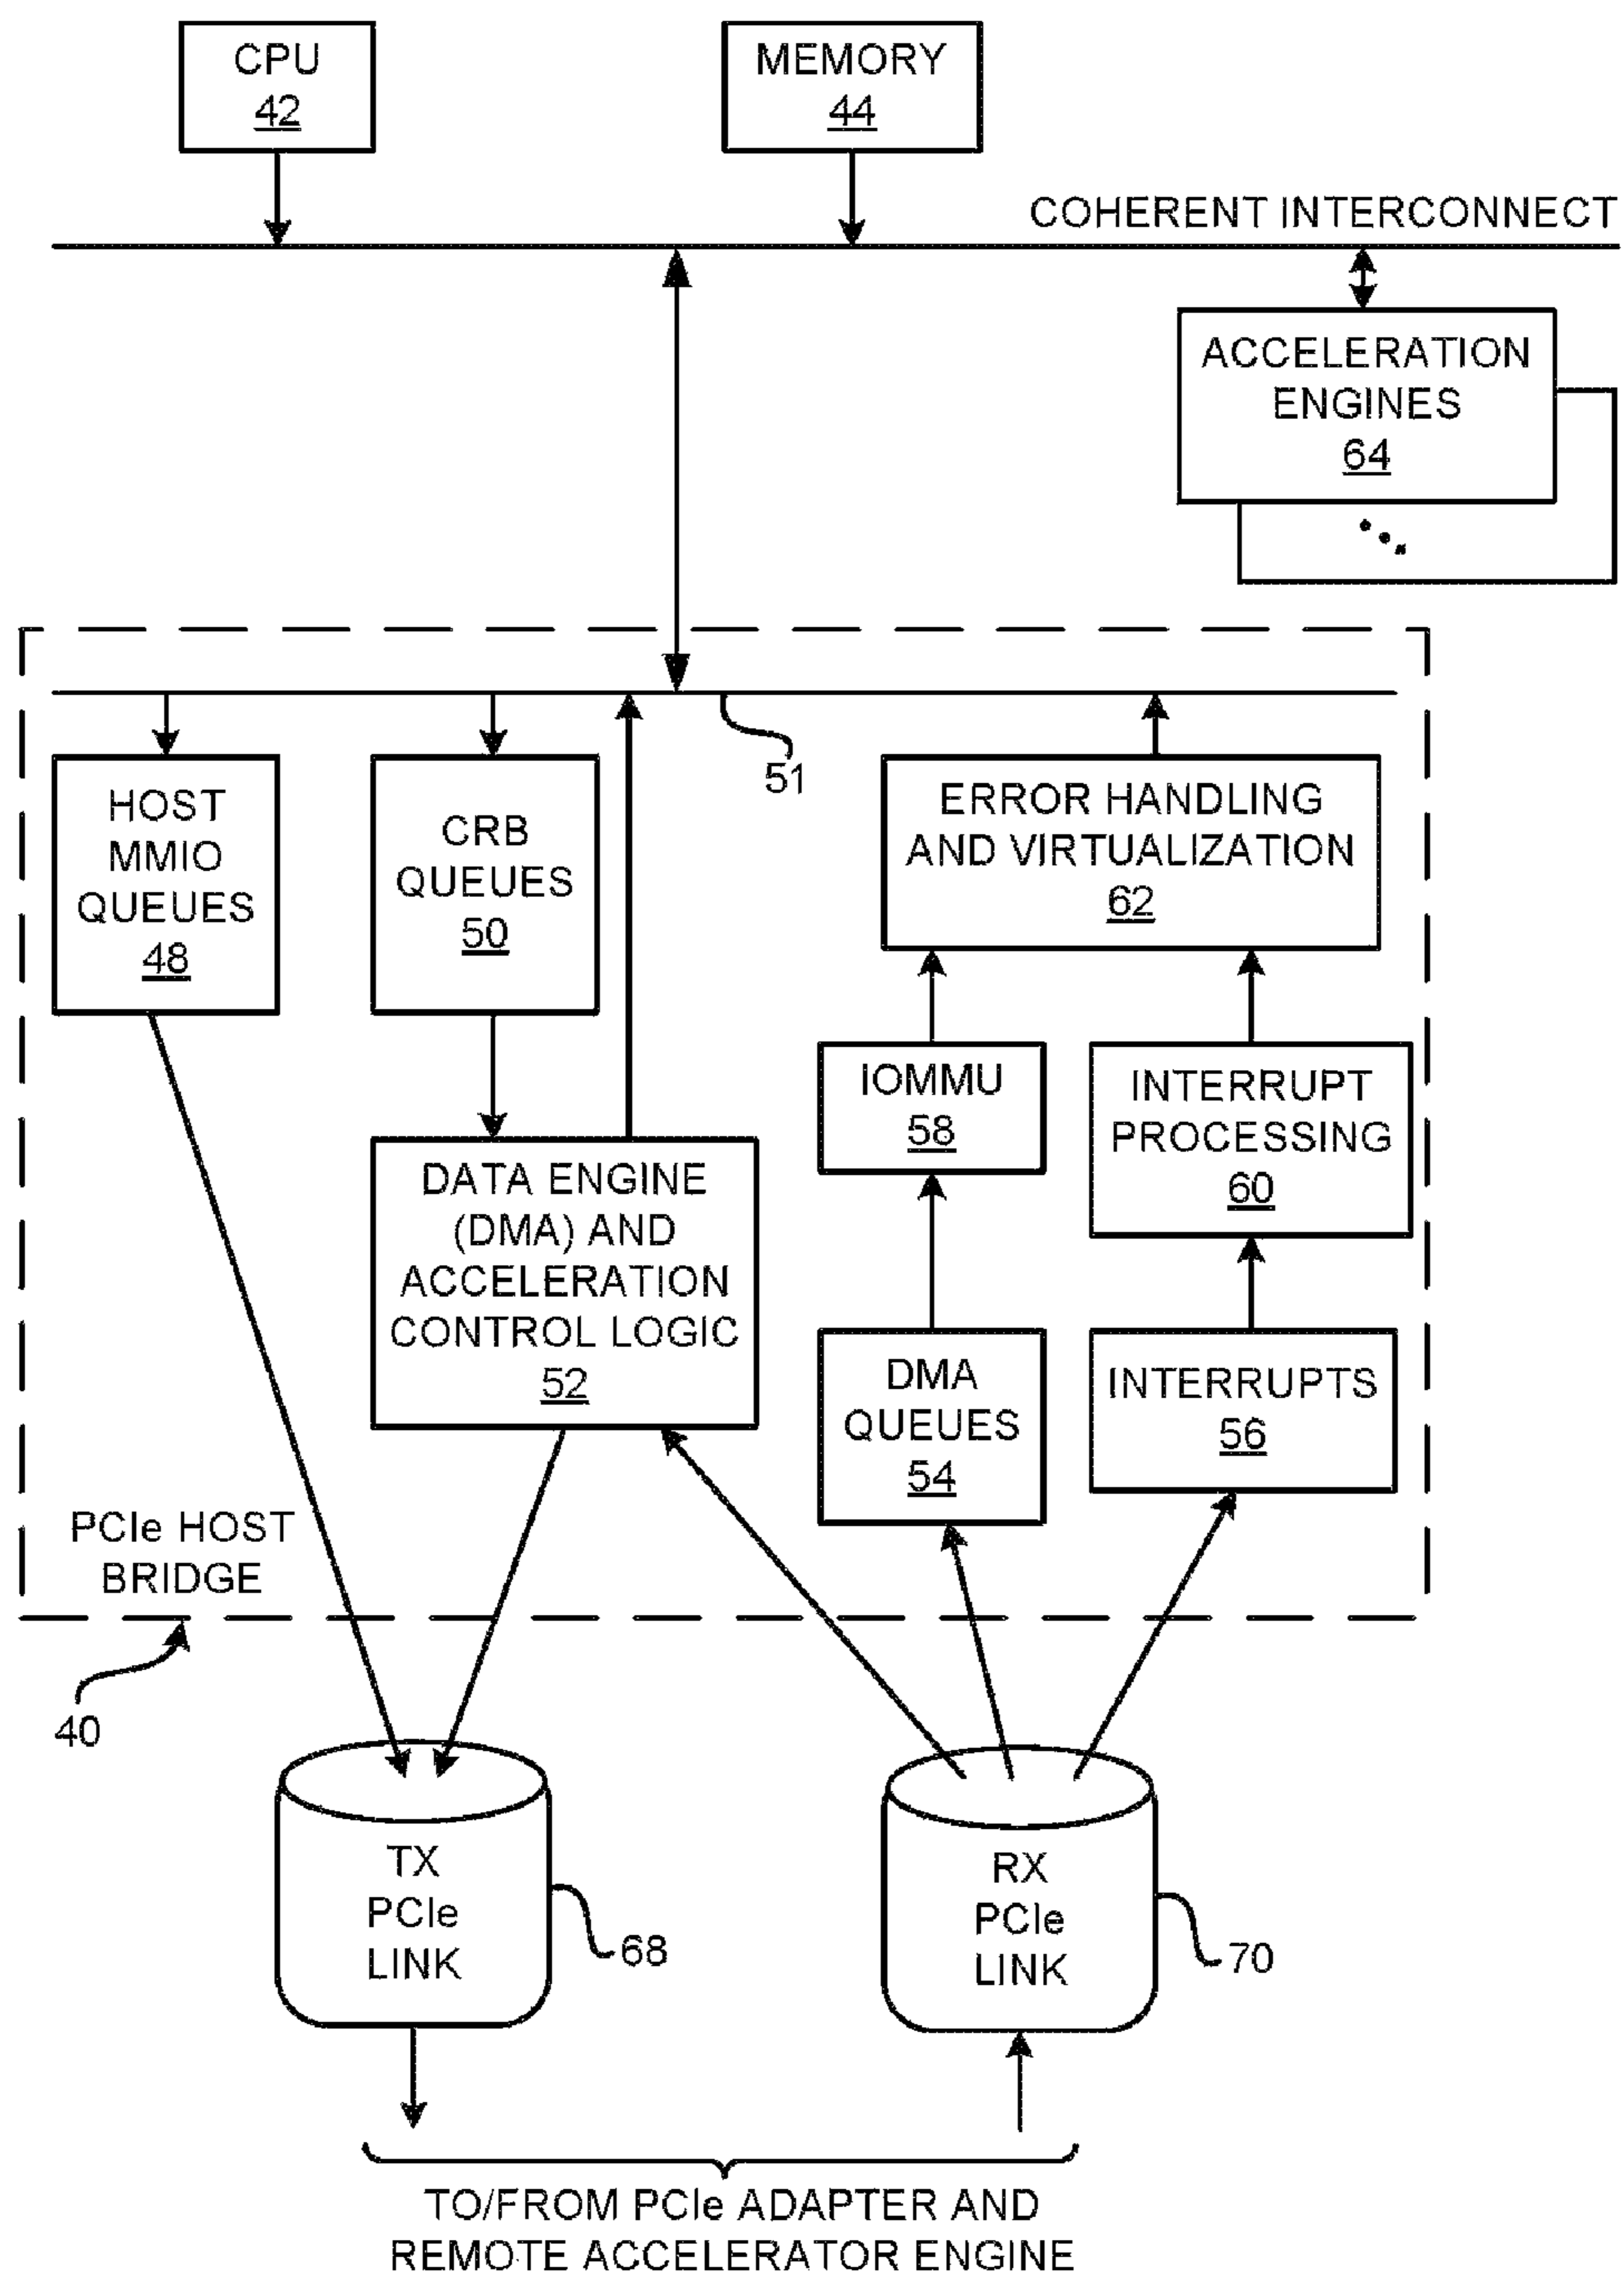 CPU
42
MEMORY
44
COHERENT INTERCONNECT
ACCELERATION
ENGINES
64
51
HOST
MMIO
QUEUES
48
CRB
QUEUES
50
ERROR HANDLING
AND VIRTUALIZATION
62
IOMMU
58
INTERRUPT
PROCESSING
60
DATA ENGINE
(DMA) AND
ACCELERATION
CONTROL LOGIC
52
DMA
QUEUES
54
INTERRUPTS
56
PCIe HOST
BRIDGE
40
TX
PCIe
LINK
68
RX
PCIe
LINK
70
TO/FROM PCIe ADAPTER AND
REMOTE ACCELERATOR ENGINE